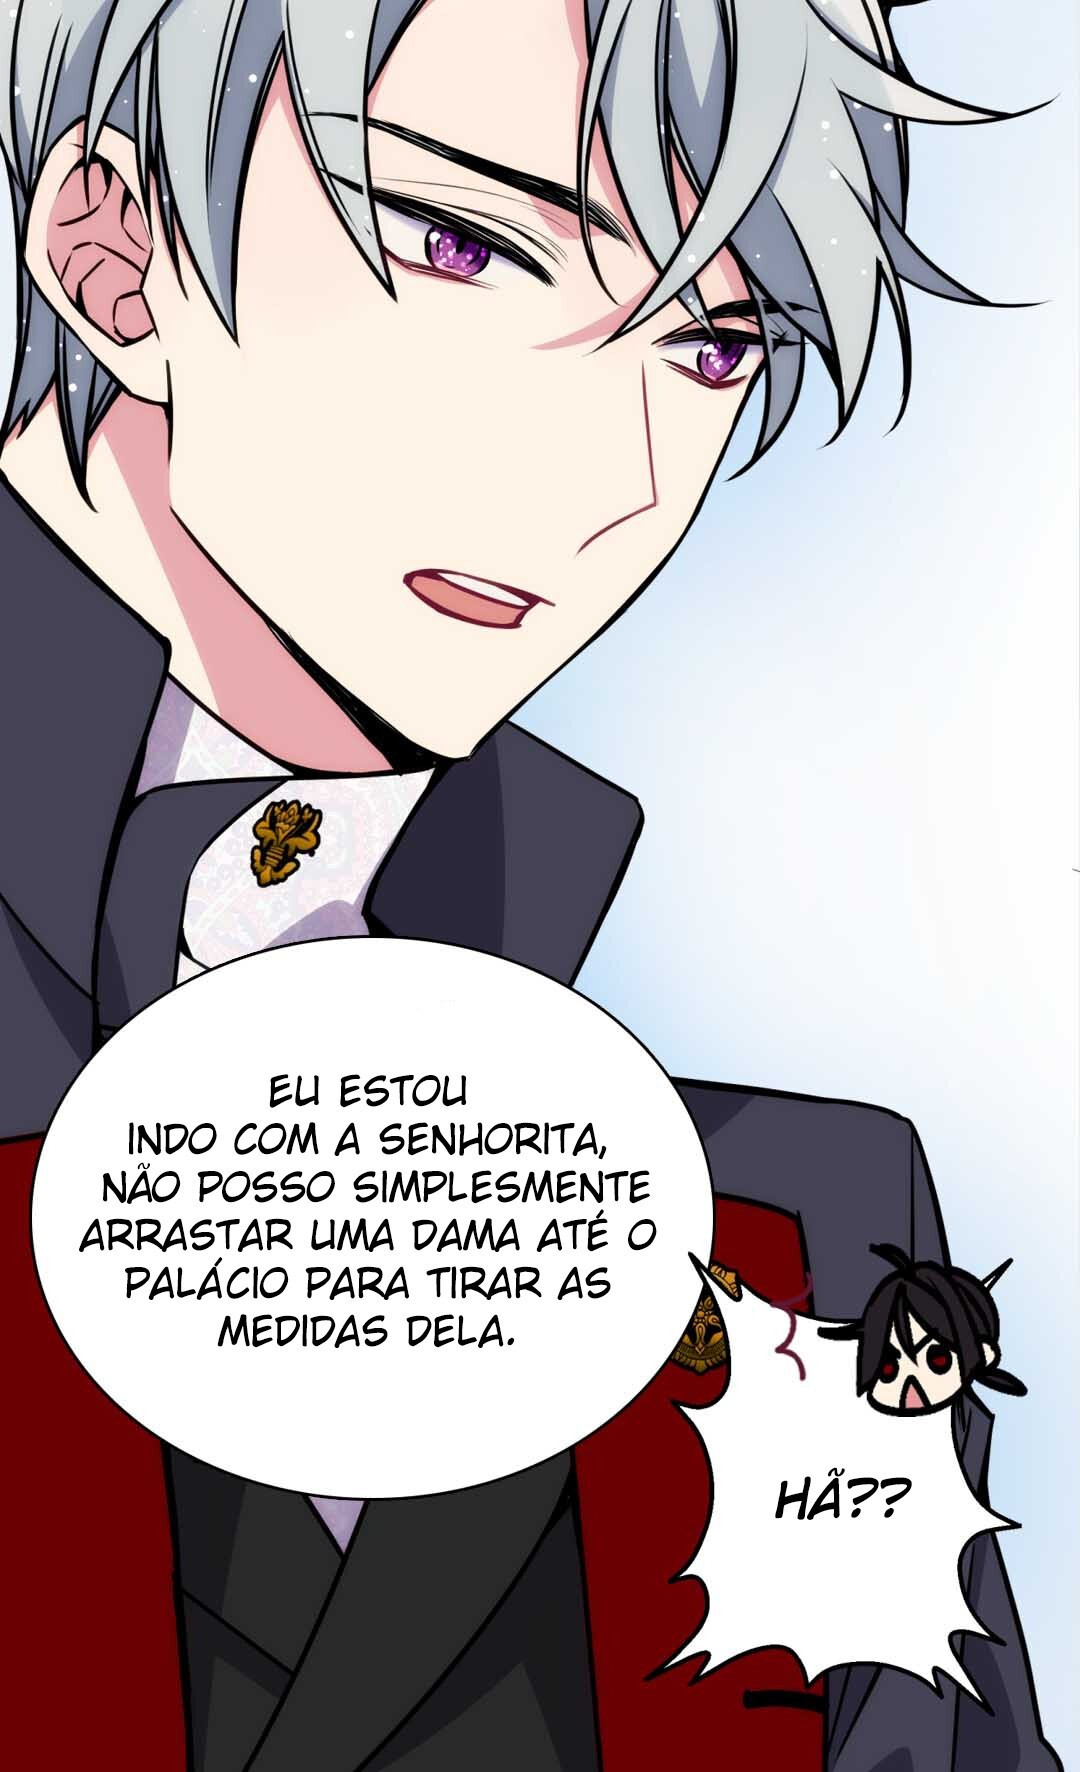 EU ESTOU
INDO COM A SENHORITA,
NÃO POSSO SIMPLESMENTE
ARRASTAR UMA DAMA ATÉ O
PALÁCIO PARA TIRAR AS
MEDIDAS DELA.
HÃ??